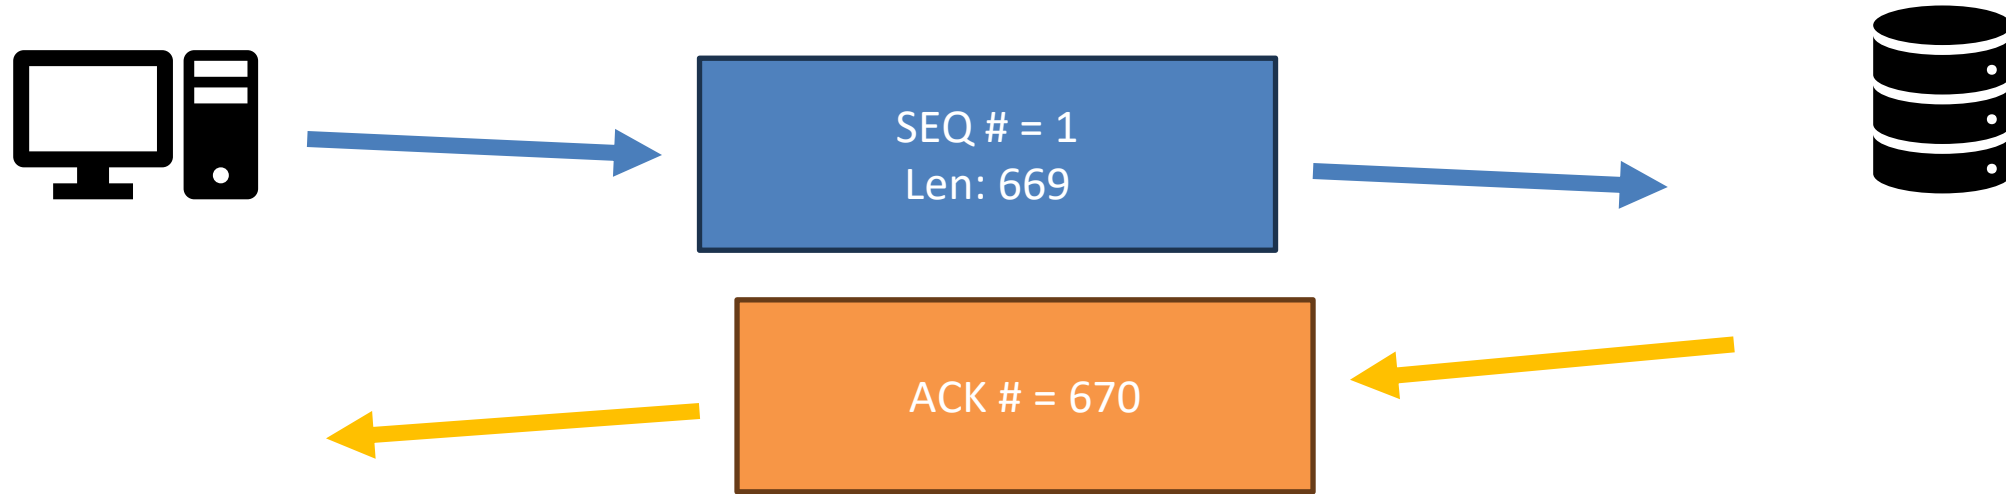 SEQ # = 1
Len: 669
ACK # = 670